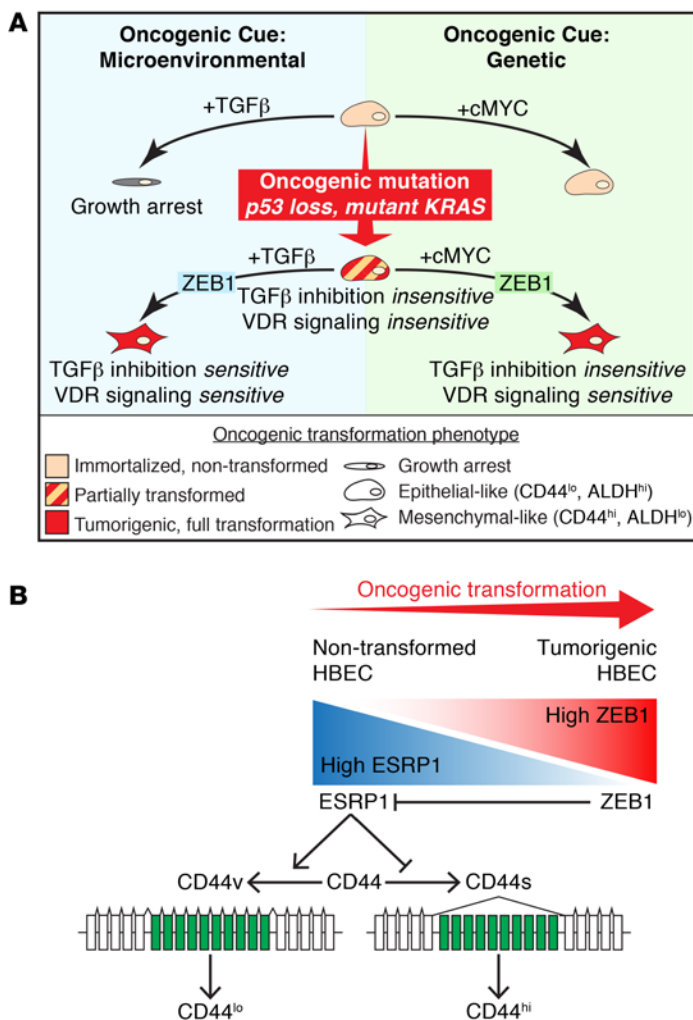 A
Oncogenic Cue:
Microenvironmental
Oncogenic Cue:
Genetic
+TGFβ
+cMYC
Growth arrest
Oncogenic mutation
p53 loss, mutant KRAS
+TGFβ
+cMYC
ZEB1
ZEB1
TGFβ inhibition insensitive
VDR signaling insensitive
TGFβ inhibition sensitive
VDR signaling sensitive
TGFβ inhibition insensitive
VDR signaling sensitive
Oncogenic transformation phenotype
Immortalized, non-transformed
Partially transformed
Tumorigenic, full transformation
Growth arrest
Epithelial-like (CD44lo, ALDHhi)
Mesenchymal-like (CD44hi, ALDHlo)
B
Oncogenic transformation
Non-transformed
HBEC
Tumorigenic
HBEC
High ZEB1
High ESRP1
ESRP1
ZEB1
CD44v
CD44
CD44s
CD44lo
CD44hi